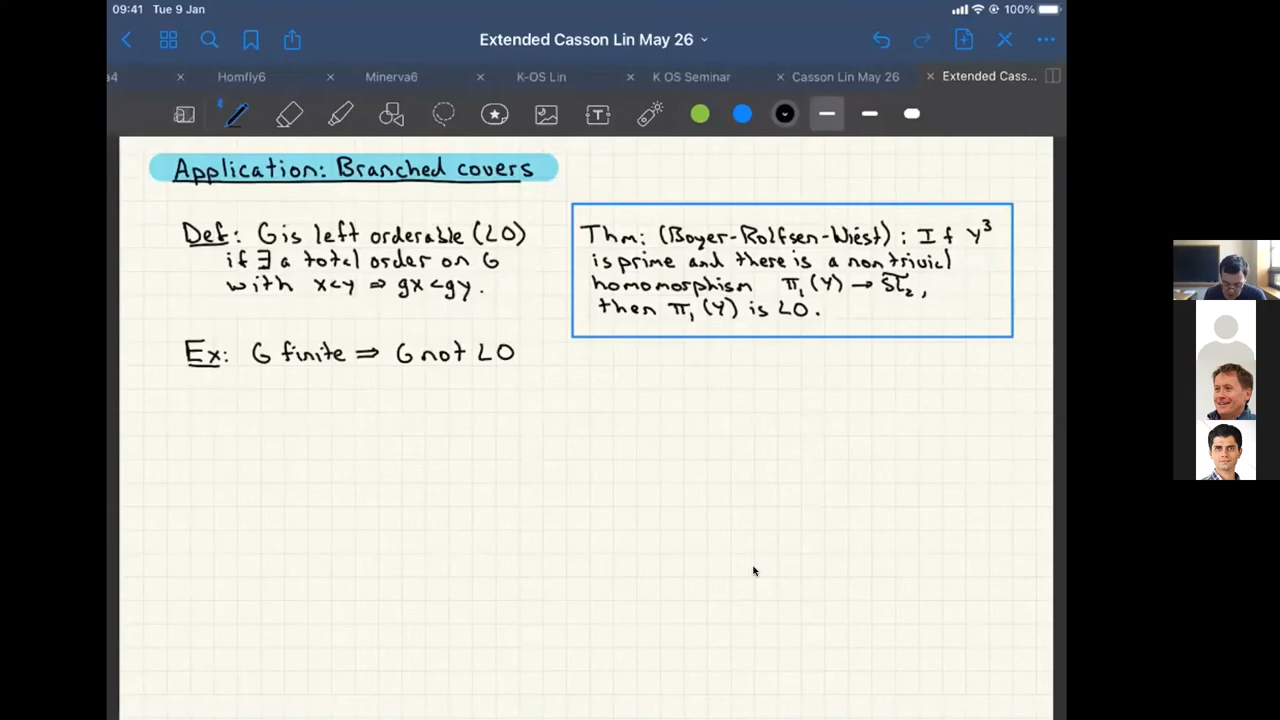 09:41 Tue 9 Jan
100%
Extended Casson Lin May 26
a4
Homfly6
Minerva6
K-OS Lin
K OS Seminar
Casson Lin May 26
Extended Cass...
Application: Branched covers
Def: G is left orderable (LO)
if ∃ a total order on G
with x<y ⇒ gx<gy.
Ex: G finite ⇒ G not LO
Thm: (Boyer-Rolfsen-Wiest): If Y³
is prime and there is a nontrivial
homomorphism π₁(Y) → S̃L₂,
then π₁(Y) is LO.